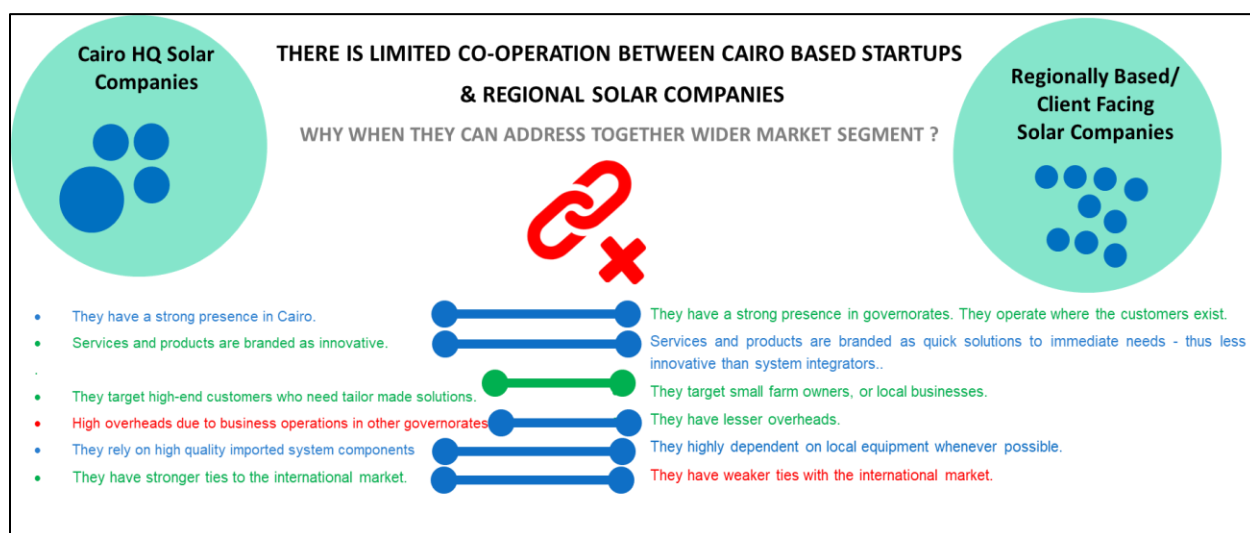 Cairo HQ Solar
Companies
THERE IS LIMITED CO-OPERATION BETWEEN CAIRO BASED STARTUPS
& REGIONAL SOLAR COMPANIES
WHY WHEN THEY CAN ADDRESS TOGETHER WIDER MARKET SEGMENT ?
Regionally Based/
Client Facing
Solar Companies
• They have a strong presence in Cairo.
• Services and products are branded as innovative.
.
• They target high-end customers who need tailor made solutions.
• High overheads due to business operations in other governorates
• They rely on high quality imported system components
• They have stronger ties to the international market.
They have a strong presence in governorates. They operate where the customers exist.
Services and products are branded as quick solutions to immediate needs - thus less
innovative than system integrators..
They target small farm owners, or local businesses.
They have lesser overheads.
They highly dependent on local equipment whenever possible.
They have weaker ties with the international market.